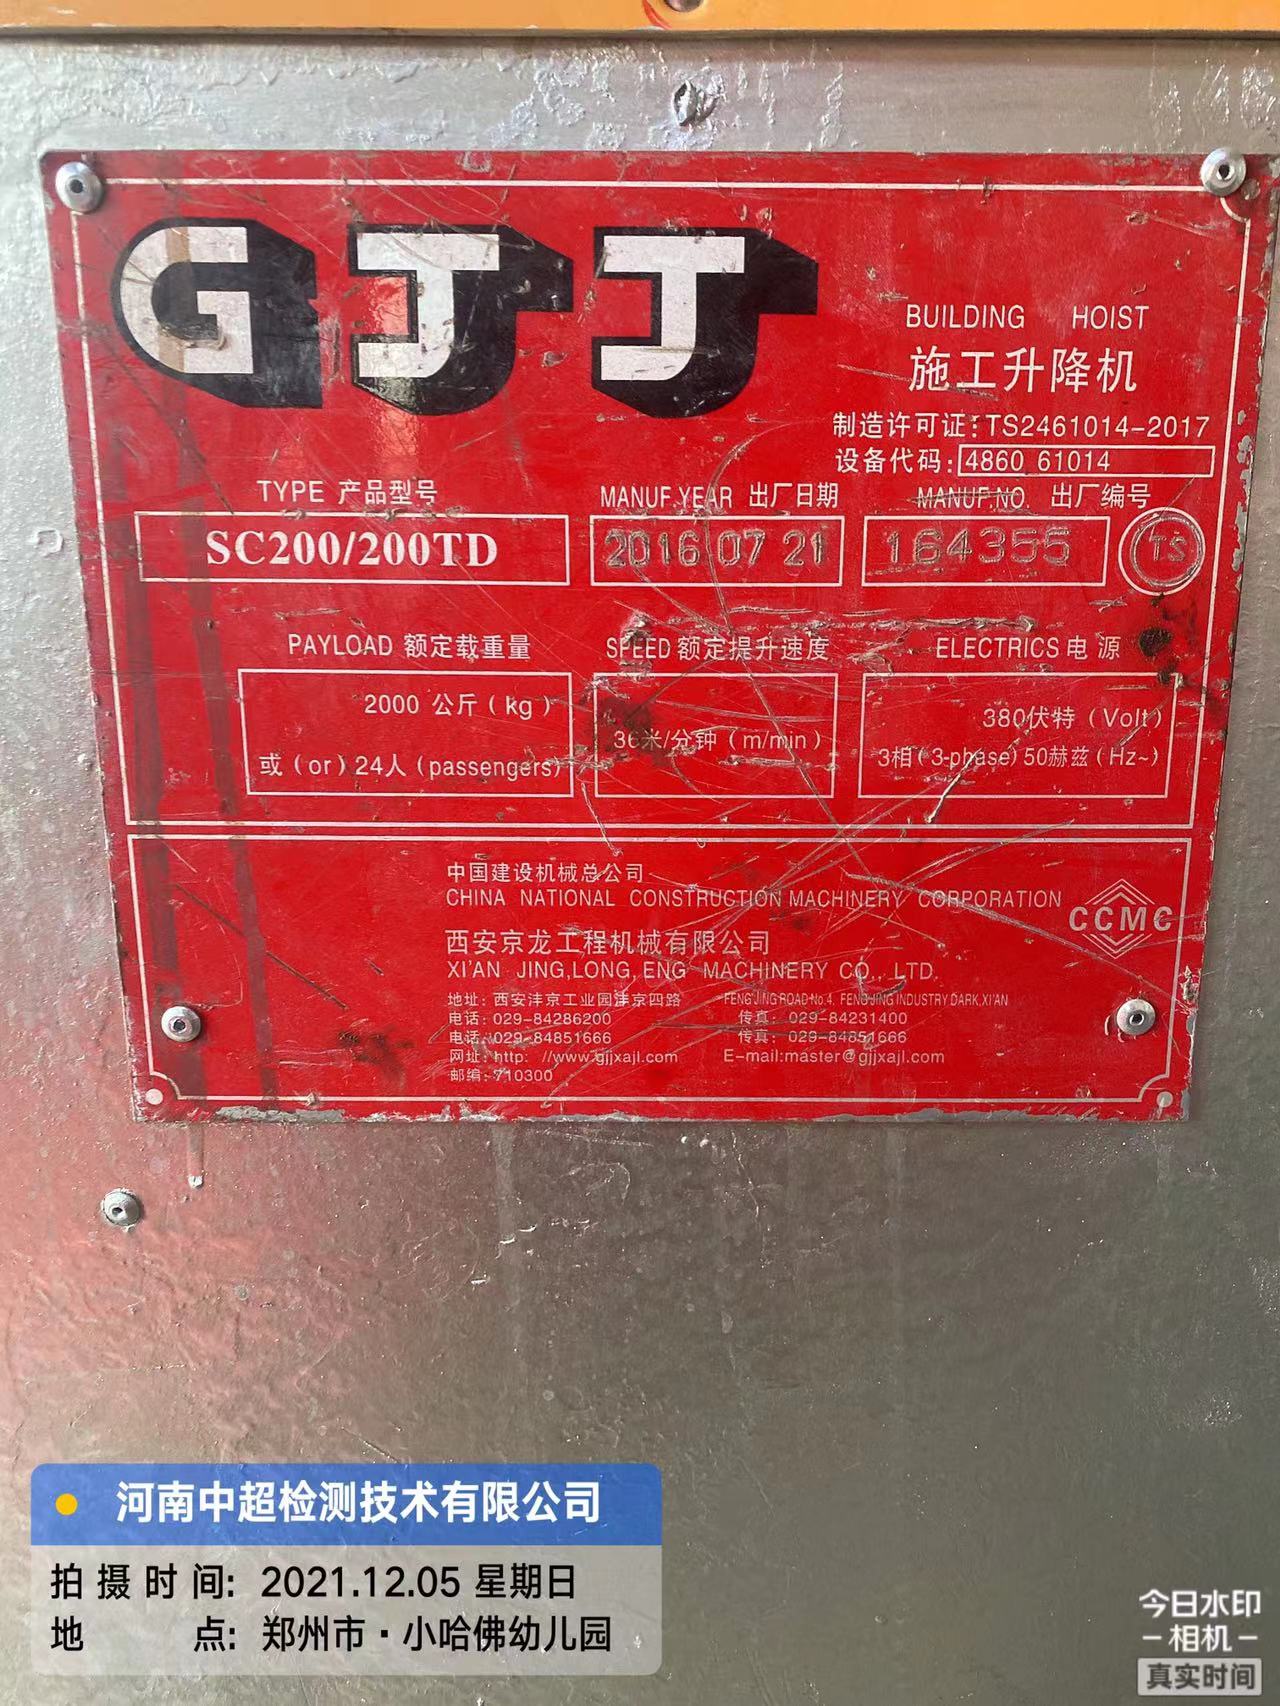 GJJ
BUILDING HOIST
施工升降机
制造许可证:TS2461014-2017
设备代码: 4860 61014
TYPE 产品型号 MANUF.YEAR 出厂日期 MANUF.NO. 出厂编号
SC200/200TD 2016 07 21 164355 TS
PAYLOAD 额定载重量 SPEED 额定提升速度 ELECTRICS 电 源
2000 公斤(kg) 380伏特(Volt)
36米/分钟(m/min)
或(or)24人(passengers) 3相(3-phase)50赫兹(Hz~)
中国建设机械总公司
CHINA NATIONAL CONSTRUCTION MACHINERY CORPORATION
CCMC
西安京龙工程机械有限公司
XI'AN JING,LONG, ENG MACHINERY CO., LTD.
地址: 西安沣京工业园沣京四路 FENG JING ROAD No.4, FENG JING INDUSTRY DARK,XI'AN
电话: 029-84286200 传真: 029-84231400
电话: 029-84851666 传真: 029-84851666
网址: http: //www.gjjxajl.com E-mail:master@gjjxajl.com
邮编: 710300
河南中超检测技术有限公司
拍摄时间: 2021.12.05 星期日
地 点: 郑州市·小哈佛幼儿园
今日水印
-相机-
真实时间